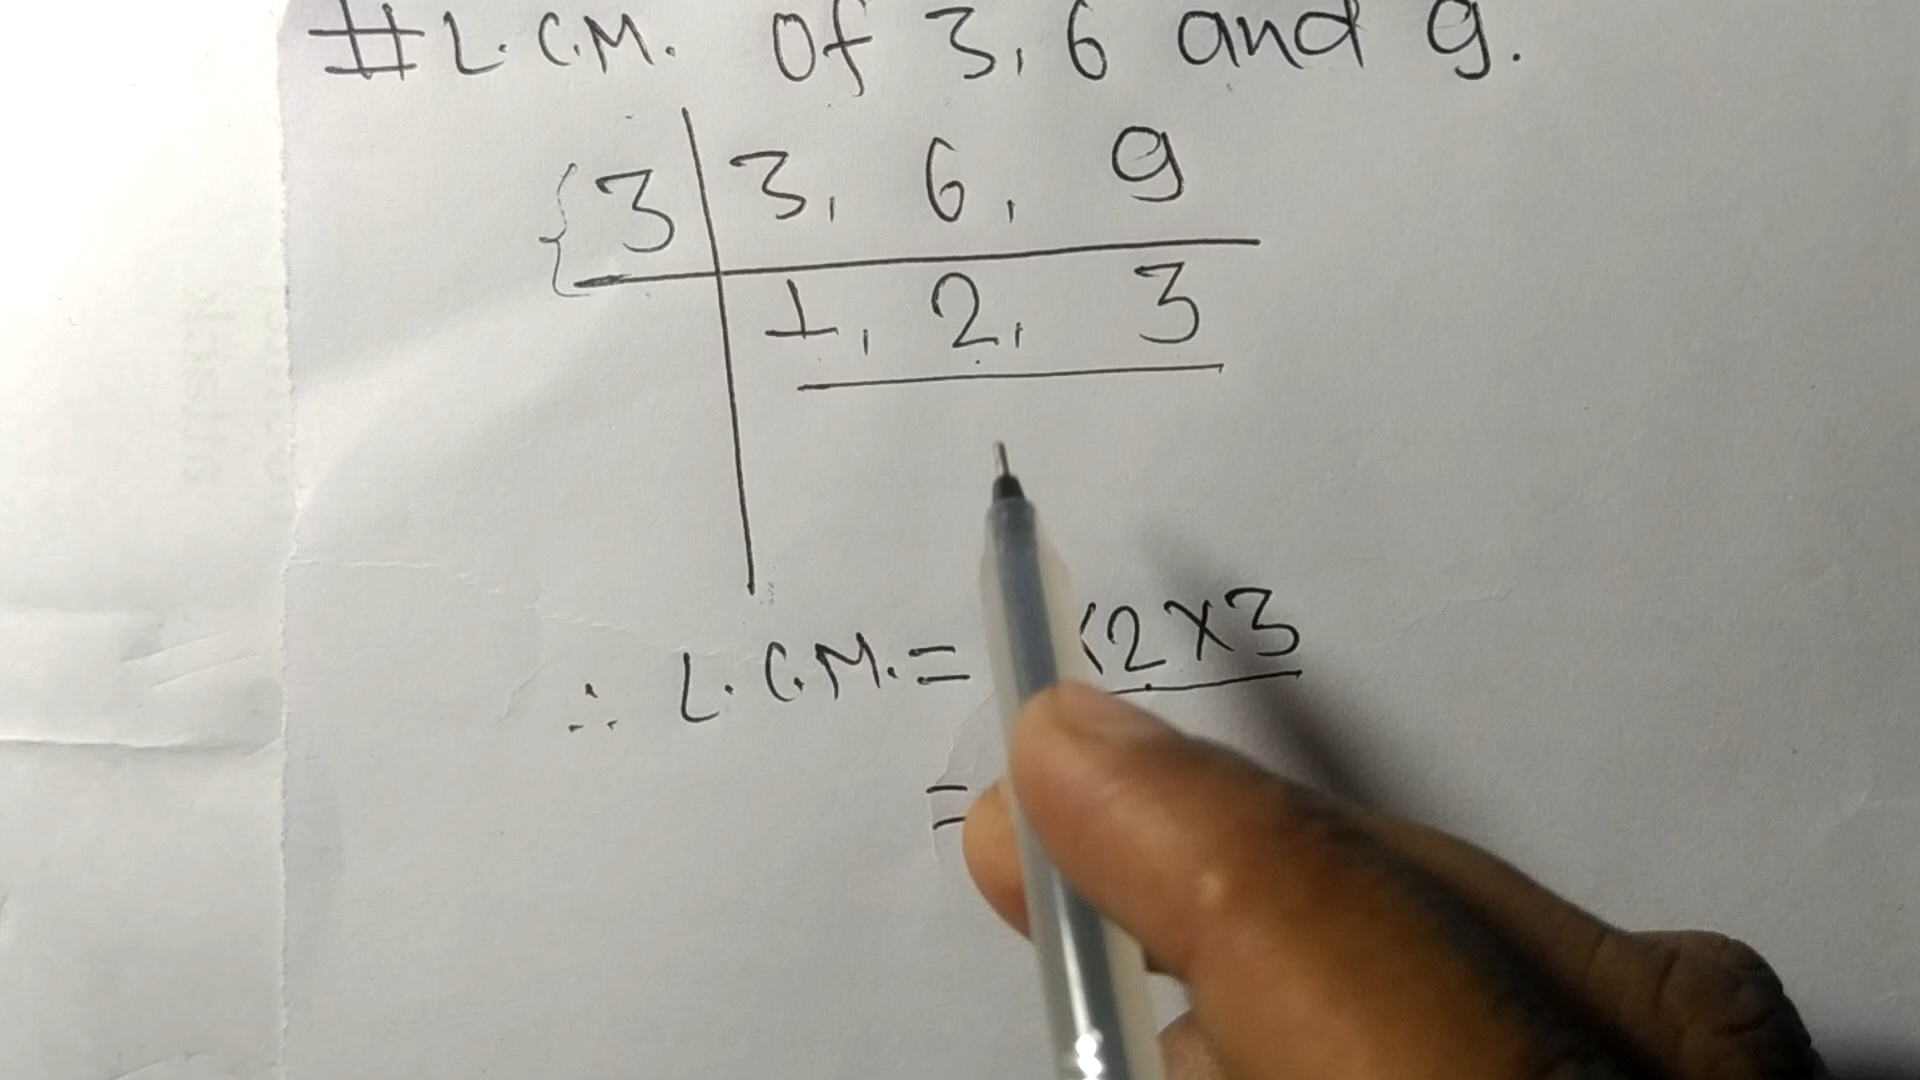 #L.C.M. Of 3, 6 and 9.
3 3, 6, 9
1, 2, 3
∴ L.C.M. = ×2×3
=